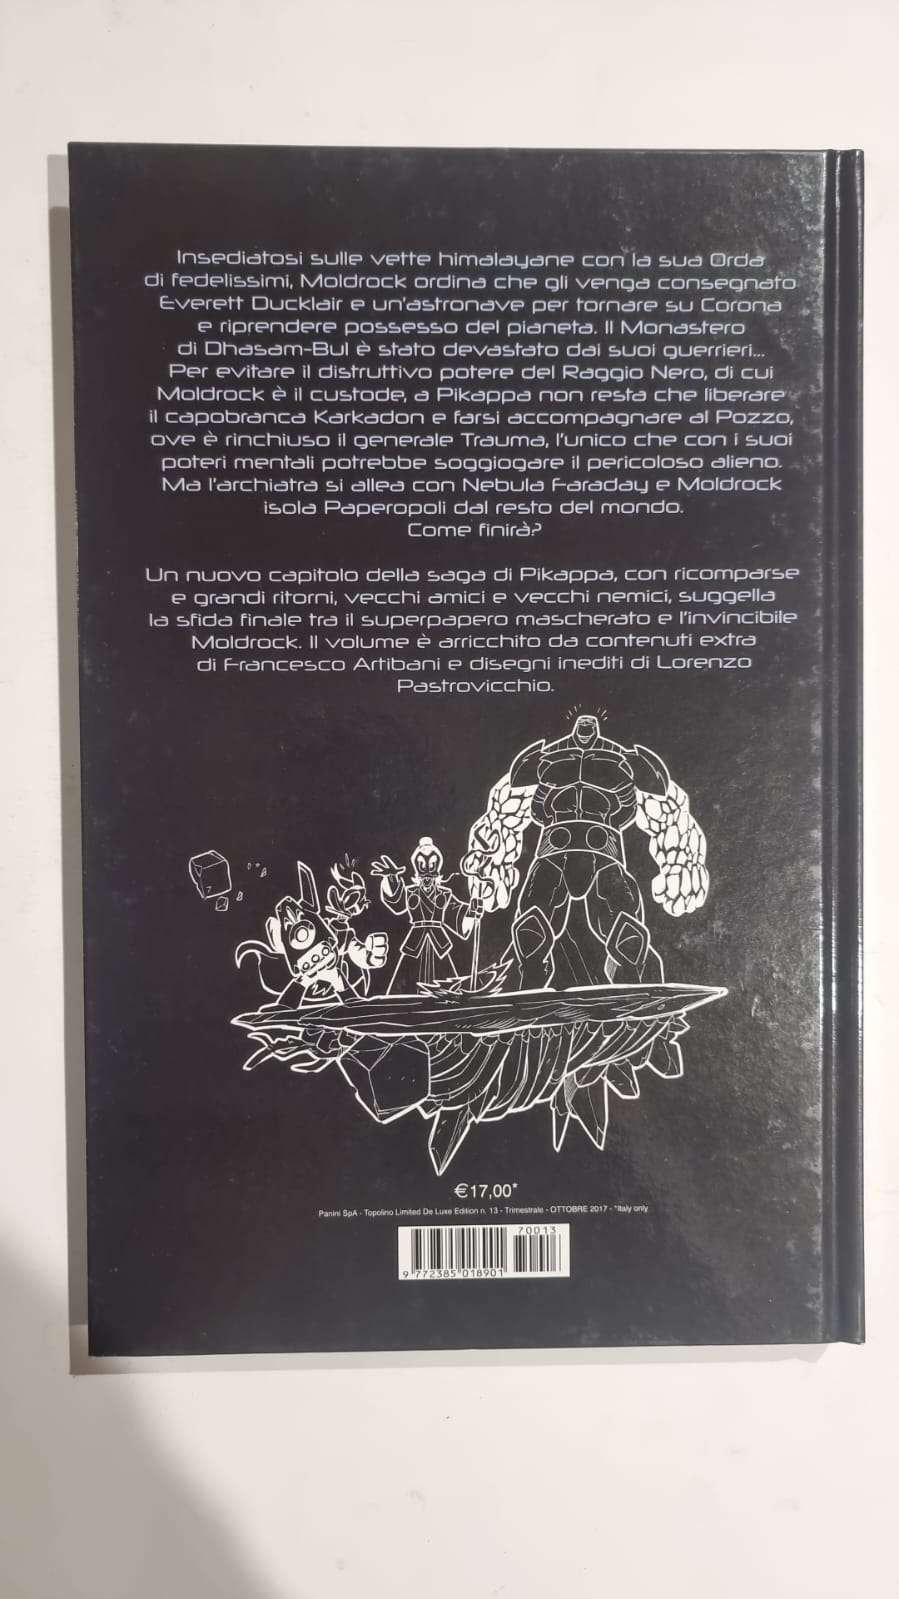 Insediatosi sulle vette himalayane con la sua Orda
di fedelissimi, Moldrock ordina che gli venga consegnato
Everett Ducklair e un'astronave per tornare su Corona
e riprendere possesso del pianeta. Il Monastero
di Dhasam-Bul è stato devastato dai suoi guerrieri...
Per evitare il distruttivo potere del Raggio Nero, di cui
Moldrock è il custode, a Pikappa non resta che liberare
il capobranca Karkadon e farsi accompagnare al Pozzo,
ove è rinchiuso il generale Trauma, l'unico che con i suoi
poteri mentali potrebbe soggiogare il pericoloso alieno.
Ma l'archiatra si allea con Nebula Faraday e Moldrock
isola Paperopoli dal resto del mondo.
Come finirà?
Un nuovo capitolo della saga di Pikappa, con ricomparse
e grandi ritorni, vecchi amici e vecchi nemici, suggella
la sfida finale tra il superpapero mascherato e l'invincibile
Moldrock. Il volume è arricchito da contenuti extra
di Francesco Artibani e disegni inediti di Lorenzo
Pastrovicchio.
€17,00*
Panini SpA - Topolino Limited De Luxe Edition n. 13 - Trimestrale - OTTOBRE 2017 - *Italy only
70013
9 772385 018901